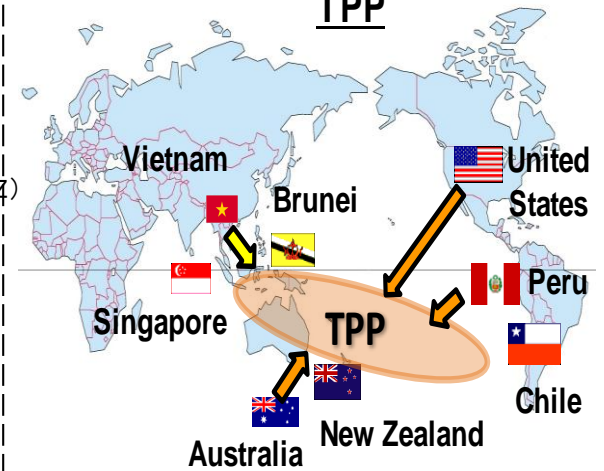 TPP
Vietnam
Brunei
United
States
Peru
Singapore
TPP
Chile
New Zealand
Australia